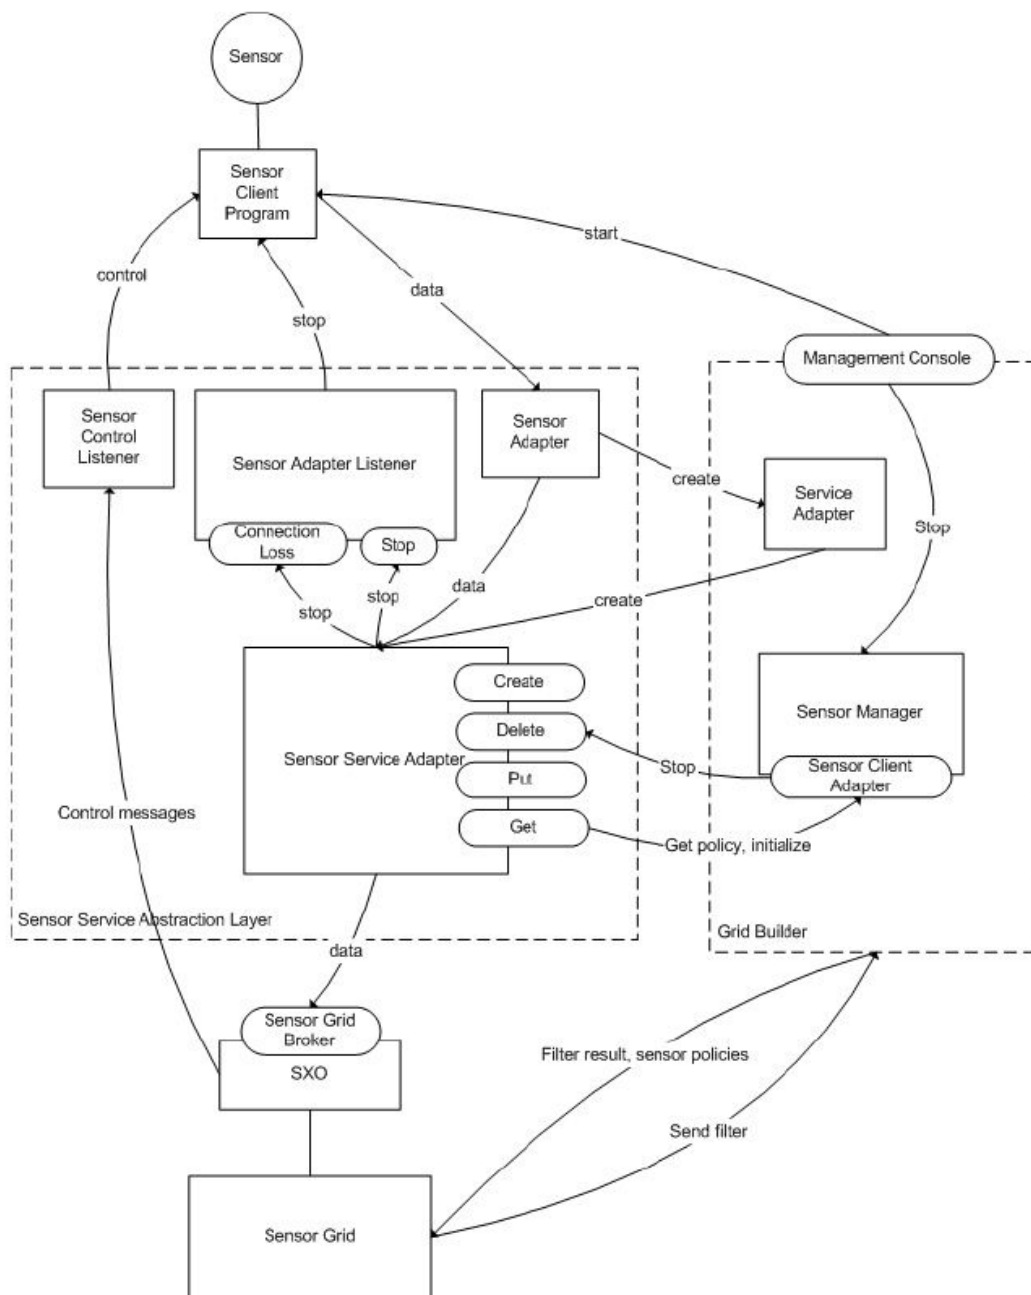 Sensor
Sensor
Client
Program
start
control
data
stop
Management Console
Sensor
Control
Listener
Sensor Adapter Listener
Sensor
Adapter
create
Service
Adapter
Connection
Loss
Stop
Stop
data
stop
stop
create
Create
Delete
Sensor Service Adapter
Put
Get
Sensor Manager
Stop
Sensor Client
Adapter
Control messages
Get policy, initialize
Sensor Service Abstraction Layer
Grid Builder
data
Sensor Grid
Broker
SXO
Filter result, sensor policies
Send filter
Sensor Grid